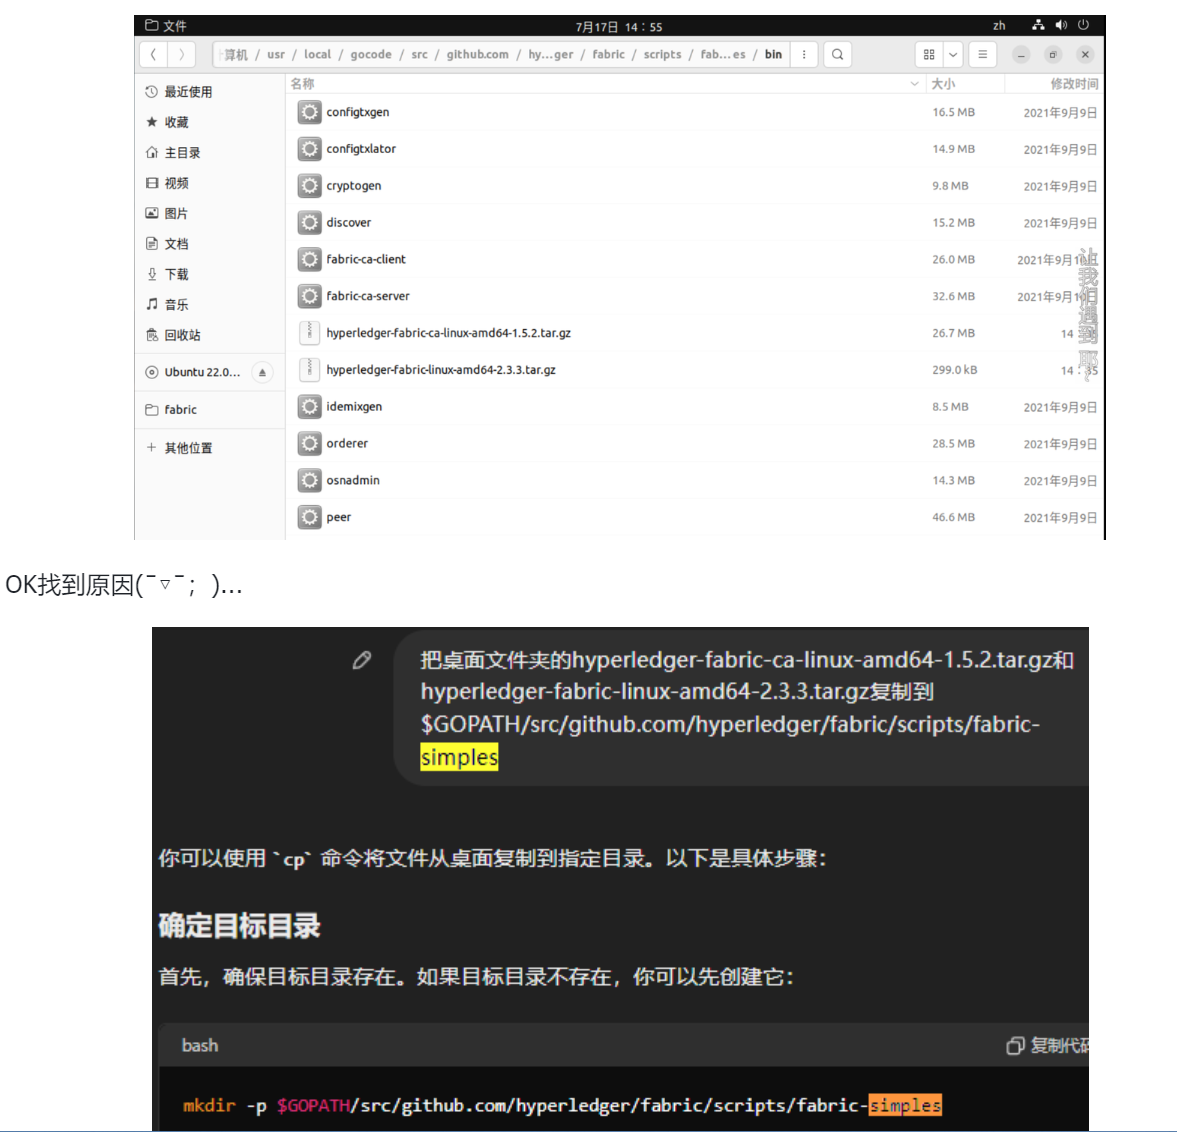 文件
7月17日 14：55
zh
算机 / usr / local / gocode / src / github.com / hy...ger / fabric / scripts / fab...es / bin
最近使用
收藏
主目录
视频
图片
文档
下载
音乐
回收站
Ubuntu 22.0...
fabric
其他位置
名称 大小 修改时间
configtxgen 16.5 MB 2021年9月9日
configtxlator 14.9 MB 2021年9月9日
cryptogen 9.8 MB 2021年9月9日
discover 15.2 MB 2021年9月9日
fabric-ca-client 26.0 MB 2021年9月10日
fabric-ca-server 32.6 MB 2021年9月10日
hyperledger-fabric-ca-linux-amd64-1.5.2.tar.gz 26.7 MB 14
hyperledger-fabric-linux-amd64-2.3.3.tar.gz 299.0 kB 14：35
idemixgen 8.5 MB 2021年9月9日
orderer 28.5 MB 2021年9月9日
osnadmin 14.3 MB 2021年9月9日
peer 46.6 MB 2021年9月9日
让我们遇到 耶~
OK找到原因(¯▿¯；)...
把桌面文件夹的hyperledger-fabric-ca-linux-amd64-1.5.2.tar.gz和
hyperledger-fabric-linux-amd64-2.3.3.tar.gz复制到
$GOPATH/src/github.com/hyperledger/fabric/scripts/fabric-
simples
你可以使用 `cp` 命令将文件从桌面复制到指定目录。以下是具体步骤：
确定目标目录
首先，确保目标目录存在。如果目标目录不存在，你可以先创建它：
bash
复制代码
mkdir -p $GOPATH/src/github.com/hyperledger/fabric/scripts/fabric-simples